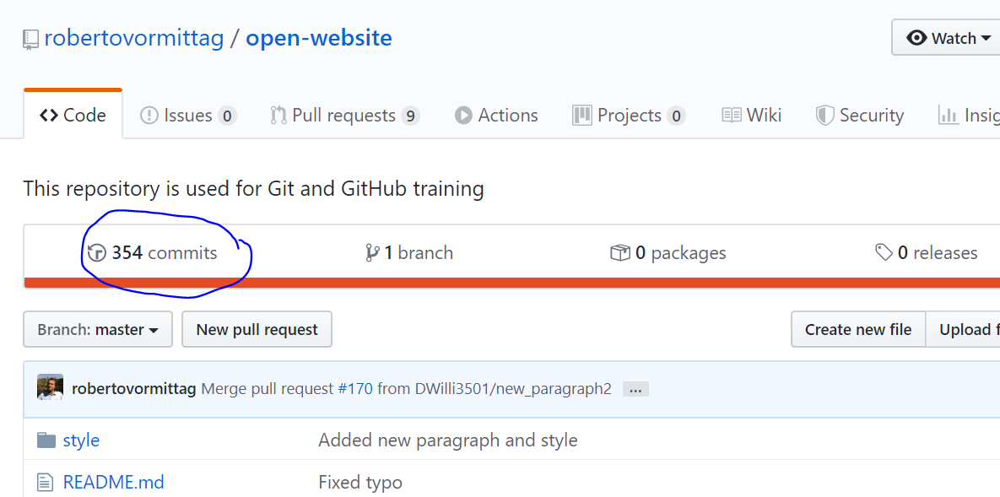 robertovormittag / open-website
Watch
Code Issues 0 Pull requests 9 Actions Projects 0 Wiki Security Insig
This repository is used for Git and GitHub training
354 commits 1 branch 0 packages 0 releases
Branch: master New pull request Create new file Upload f
robertovormittag Merge pull request #170 from DWilli3501/new_paragraph2 ...
style Added new paragraph and style
README.md Fixed typo